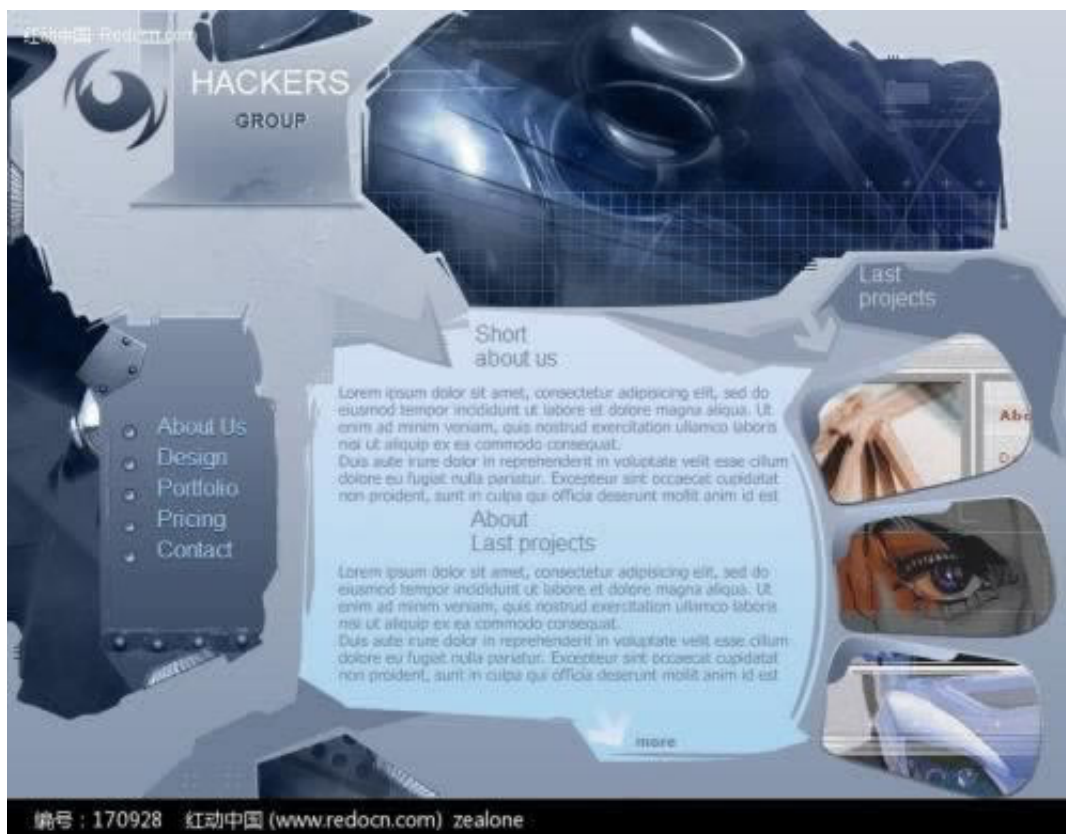 红动中国 Redocn.com
HACKERS
GROUP
Last
projects
Short
about us
Lorem ipsum dolor sit amet, consectetur adipisicing elit, sed do
eiusmod tempor incididunt ut labore et dolore magna aliqua. Ut
enim ad minim veniam, quis nostrud exercitation ullamco laboris
nisi ut aliquip ex ea commodo consequat.
Duis aute irure dolor in reprehenderit in voluptate velit esse cillum
dolore eu fugiat nulla pariatur. Excepteur sint occaecat cupidatat
non proident, sunt in culpa qui officia deserunt mollit anim id est
About Us
Design
Portfolio
Pricing
Contact
About
Last projects
Lorem ipsum dolor sit amet, consectetur adipisicing elit, sed do
eiusmod tempor incididunt ut labore et dolore magna aliqua. Ut
enim ad minim veniam, quis nostrud exercitation ullamco laboris
nisi ut aliquip ex ea commodo consequat.
Duis aute irure dolor in reprehenderit in voluptate velit esse cillum
dolore eu fugiat nulla pariatur. Excepteur sint occaecat cupidatat
non proident, sunt in culpa qui officia deserunt mollit anim id est
more
编号：170928 红动中国 (www.redocn.com) zealone